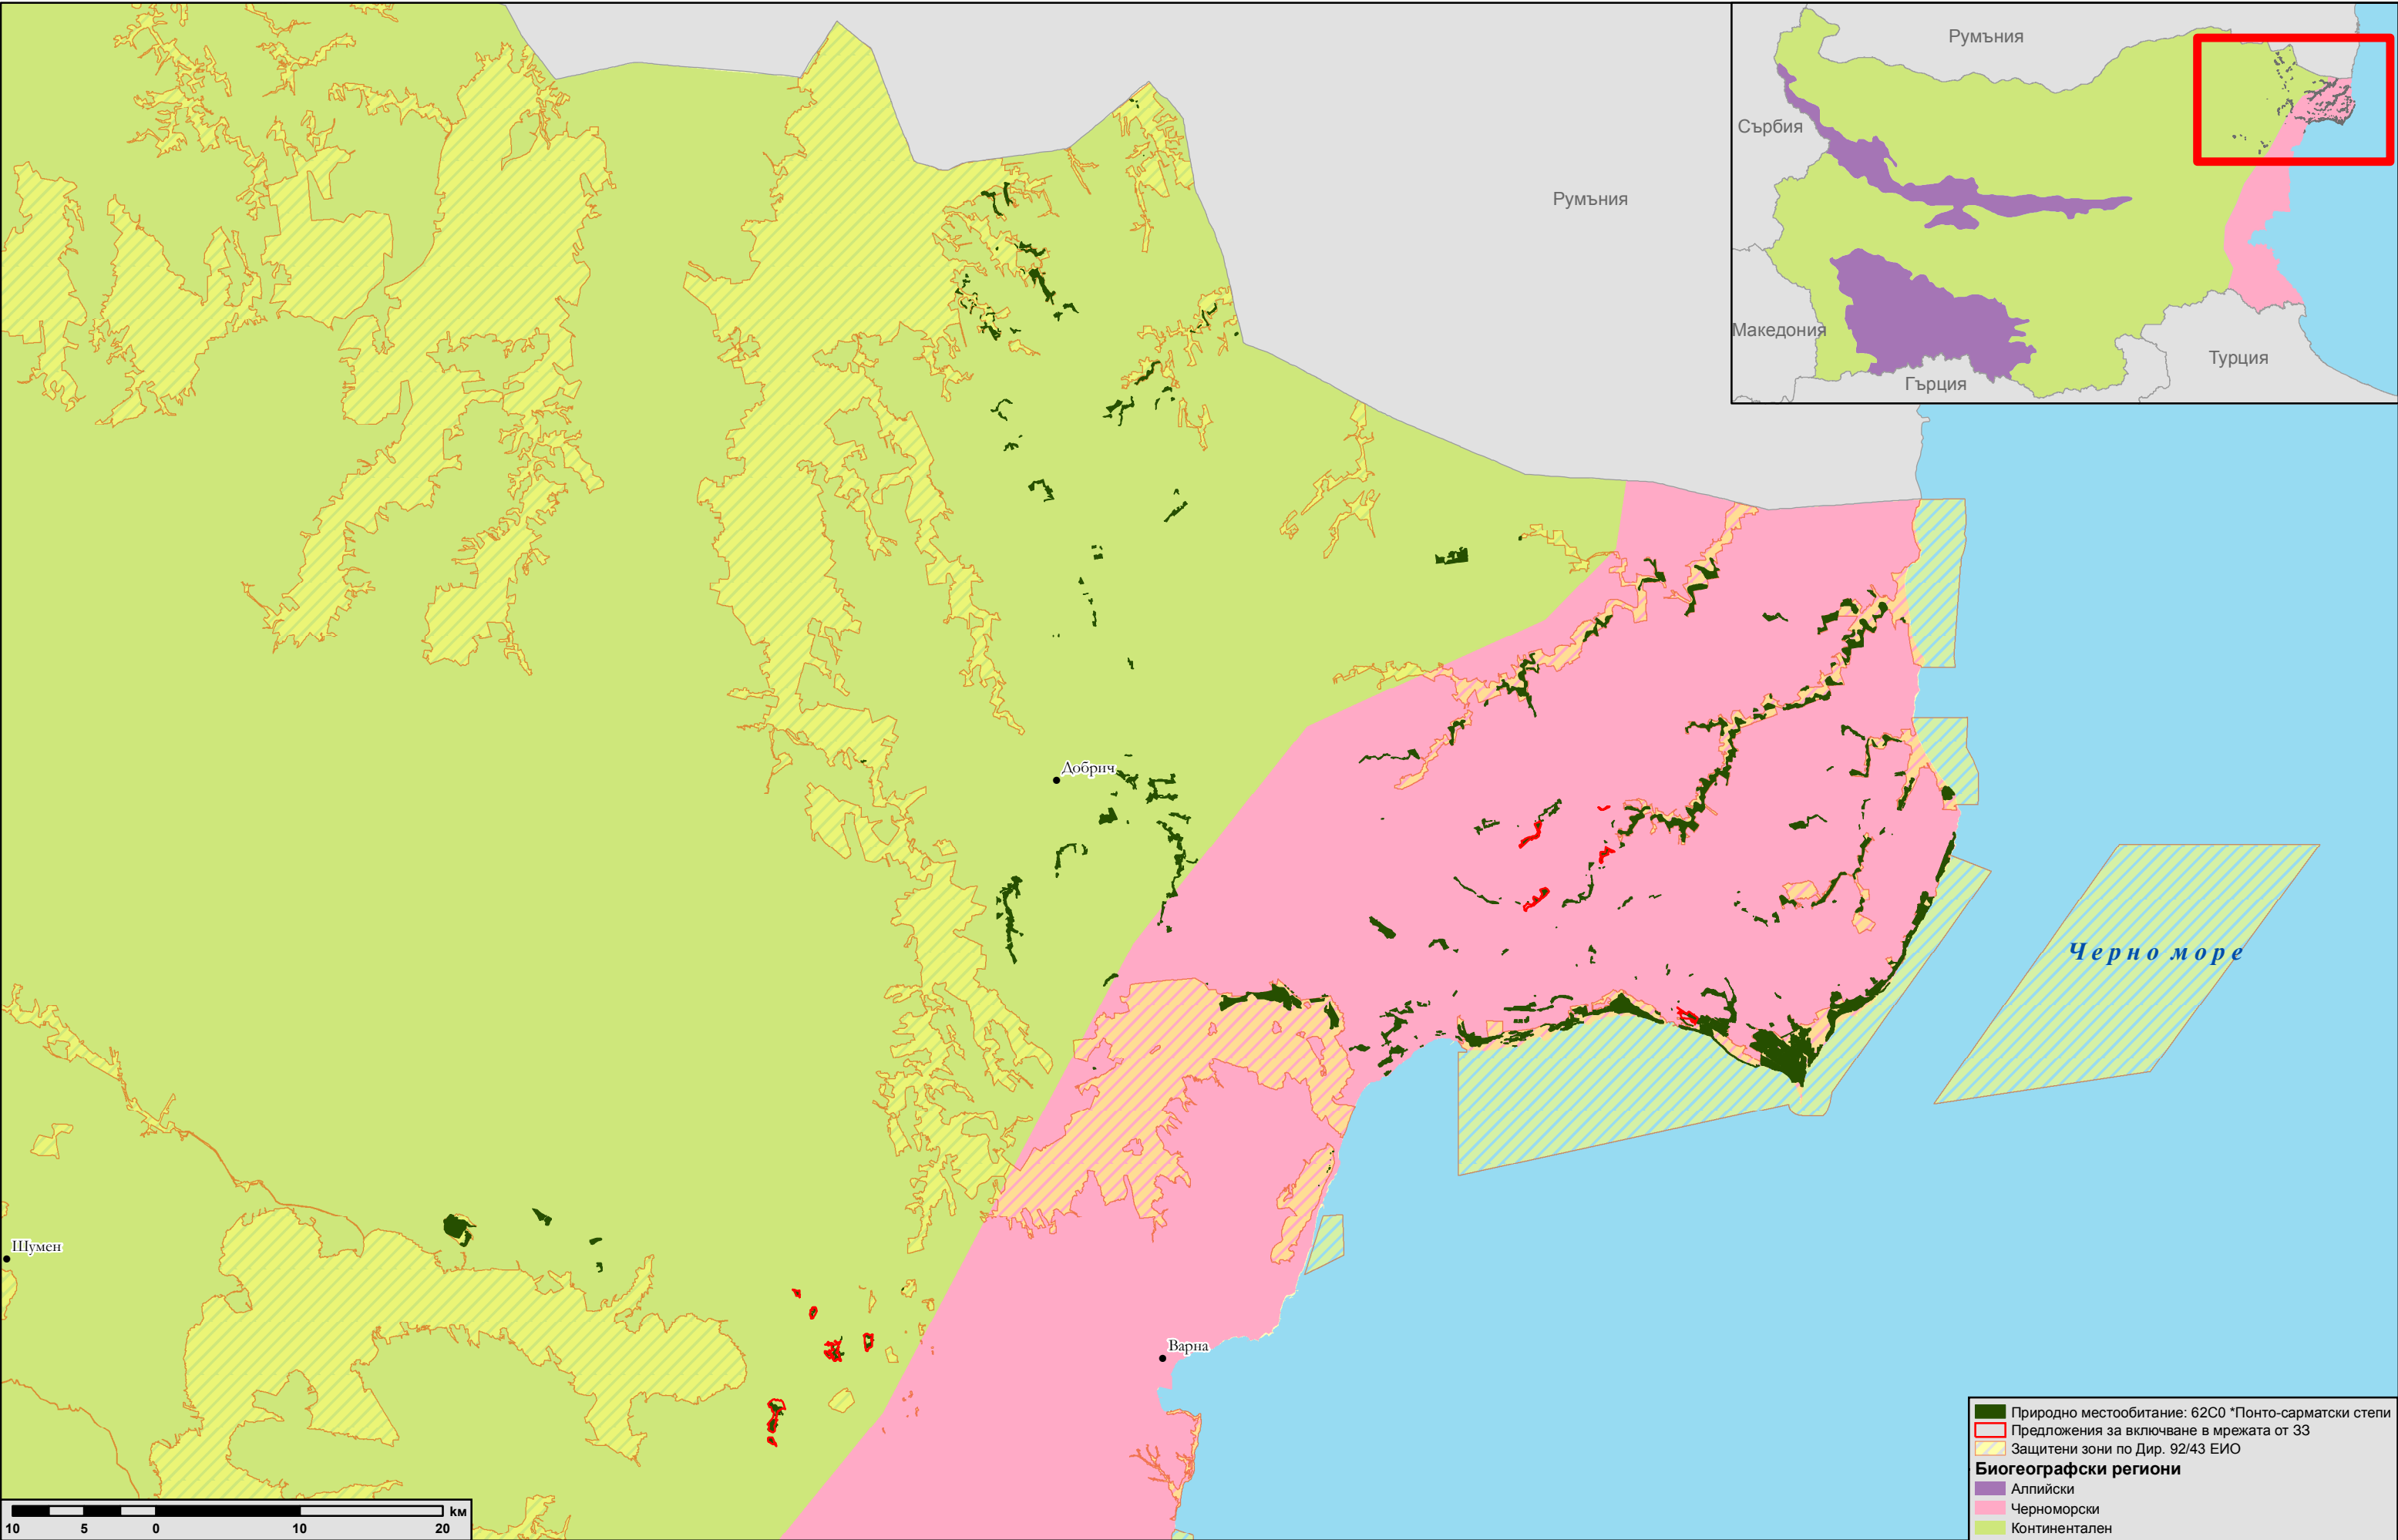 Румъния
Сърбия
Македония
Гърция
Турция
Румъния
Добрич
Черно море
Шумен
Варна
Природно местообитание: 62C0 *Понто-сарматски степи
Предложения за включване в мрежата от ЗЗ
Защитени зони по Дир. 92/43 ЕИО
Биогеографски региони
Алпийски
Черноморски
Континентален
км
10 5 0 10 20